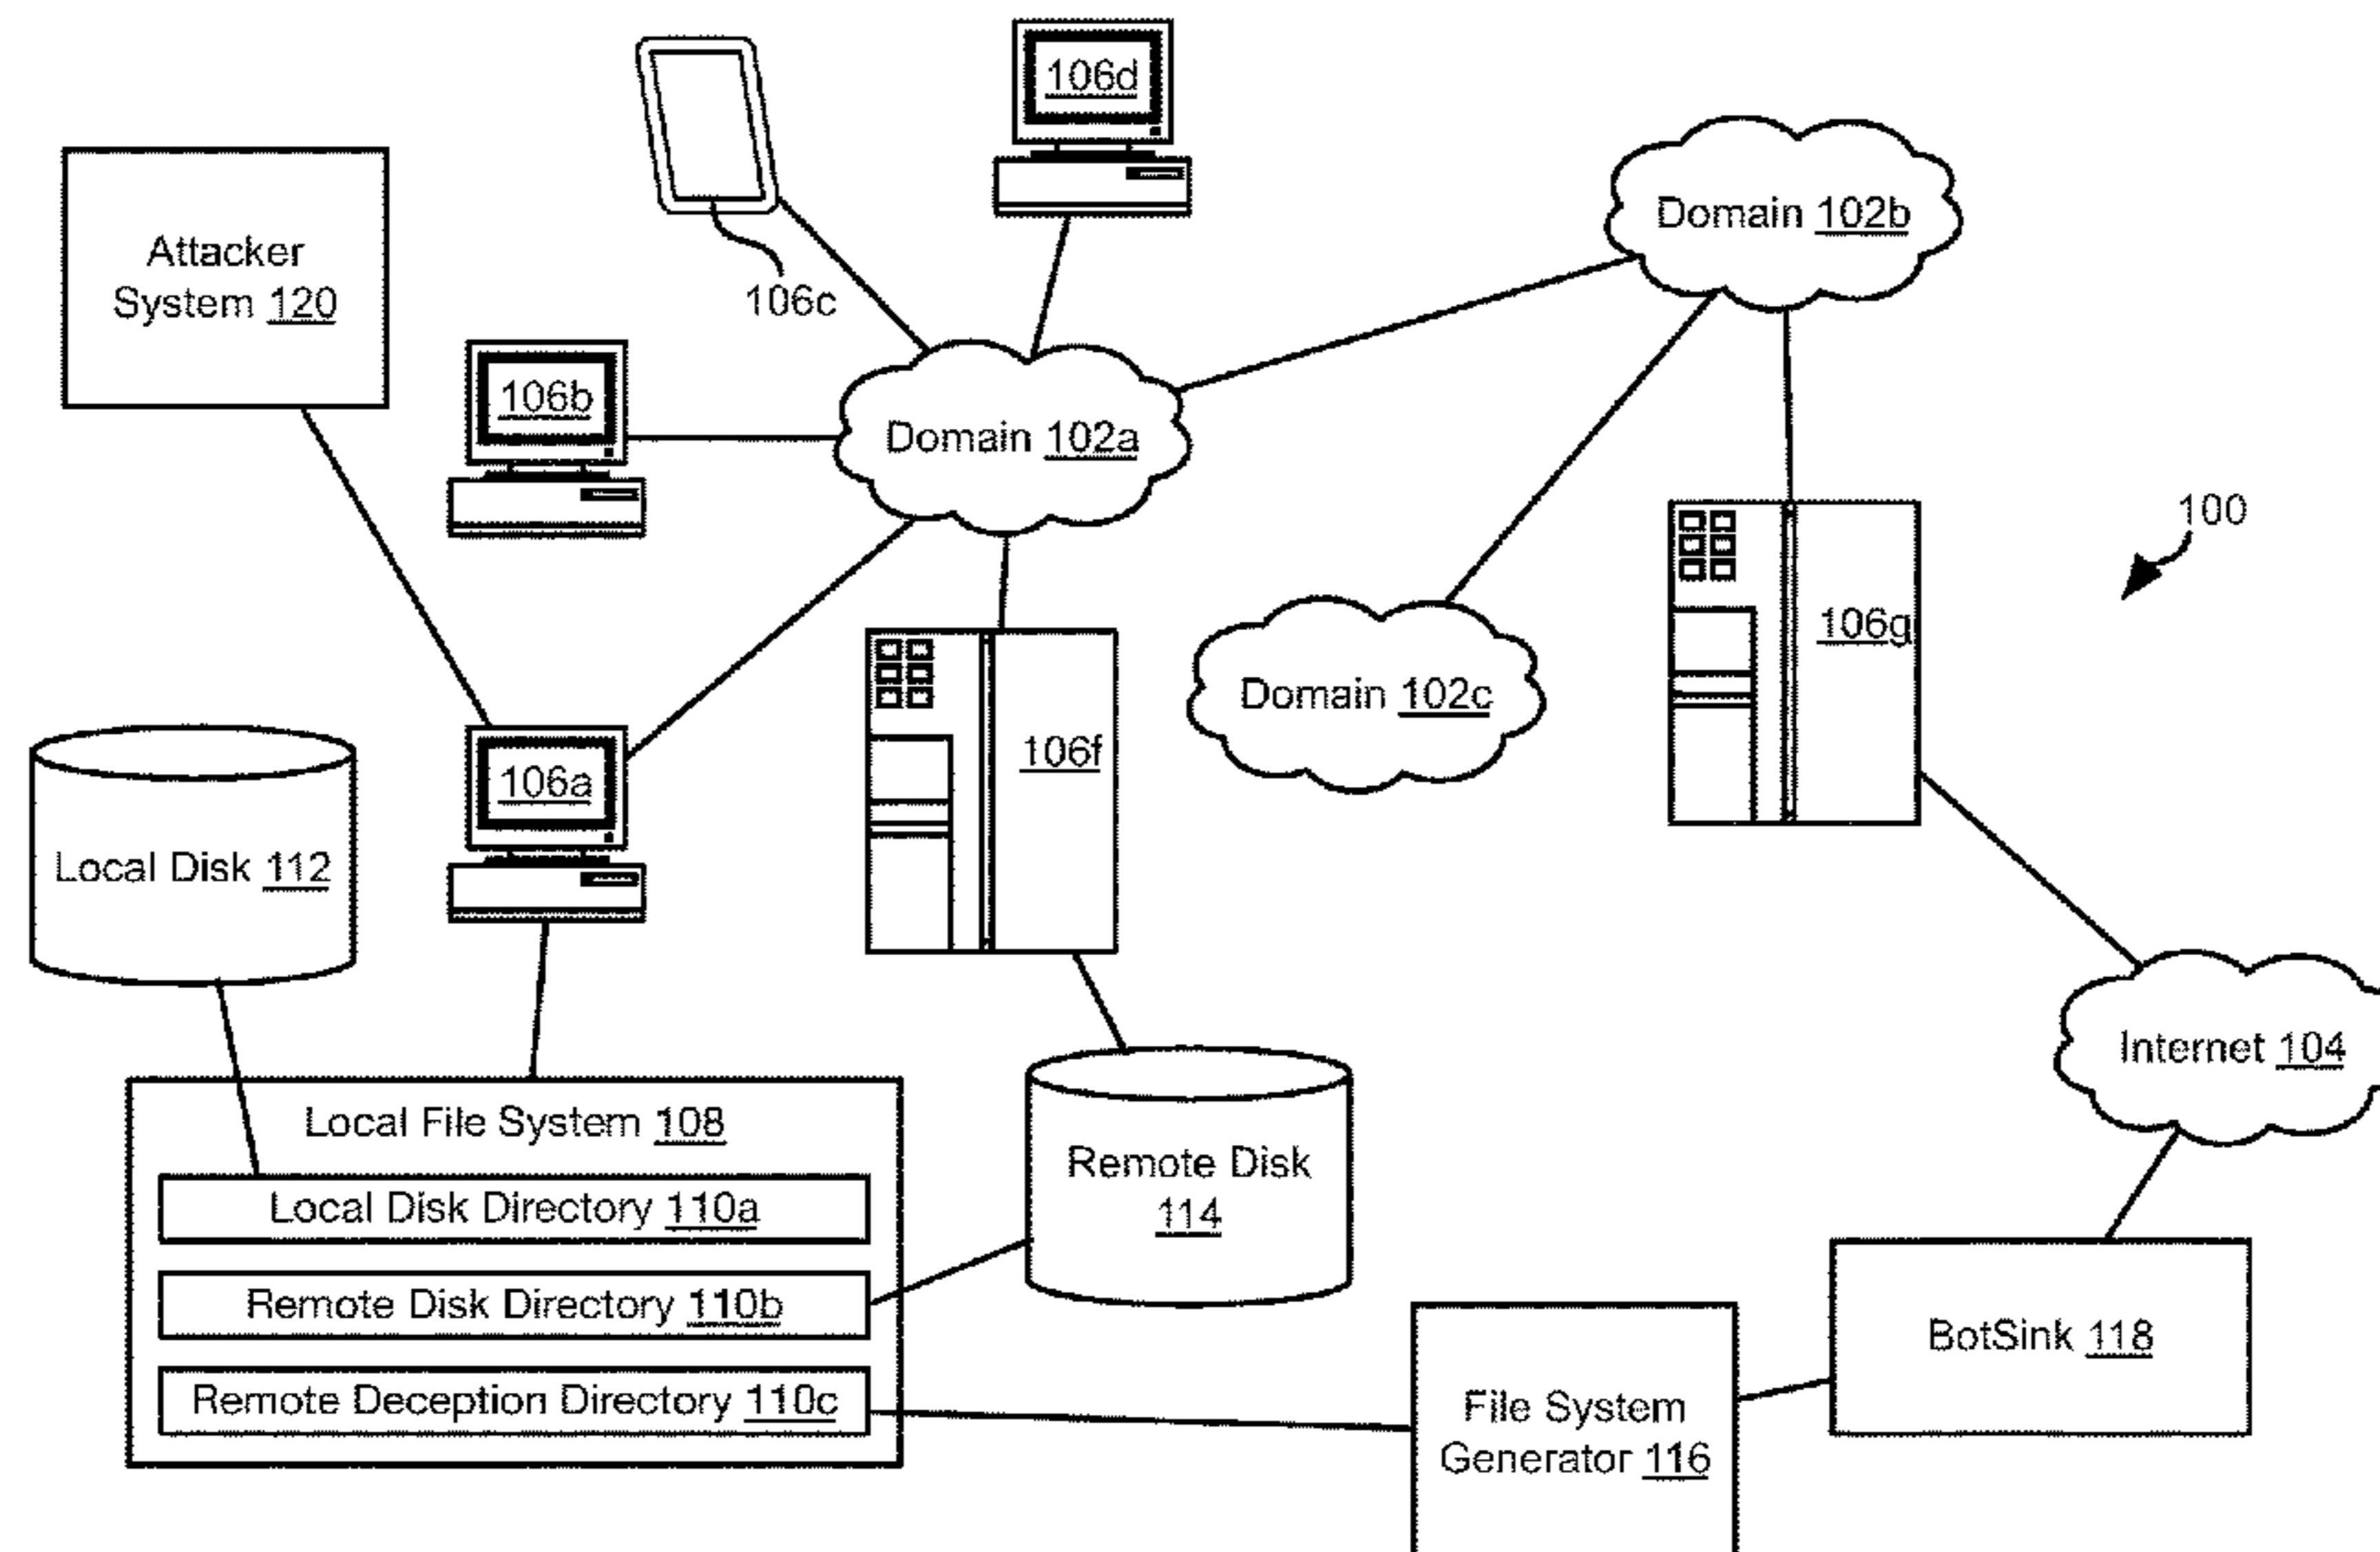 106d
Domain 102b
Attacker
System 120
106c
106b
Domain 102a
100
106g
Domain 102c
106f
106a
Local Disk 112
Internet 104
Local File System 108
Remote Disk
114
Local Disk Directory 110a
Remote Disk Directory 110b
BotSink 118
Remote Deception Directory 110c
File System
Generator 116